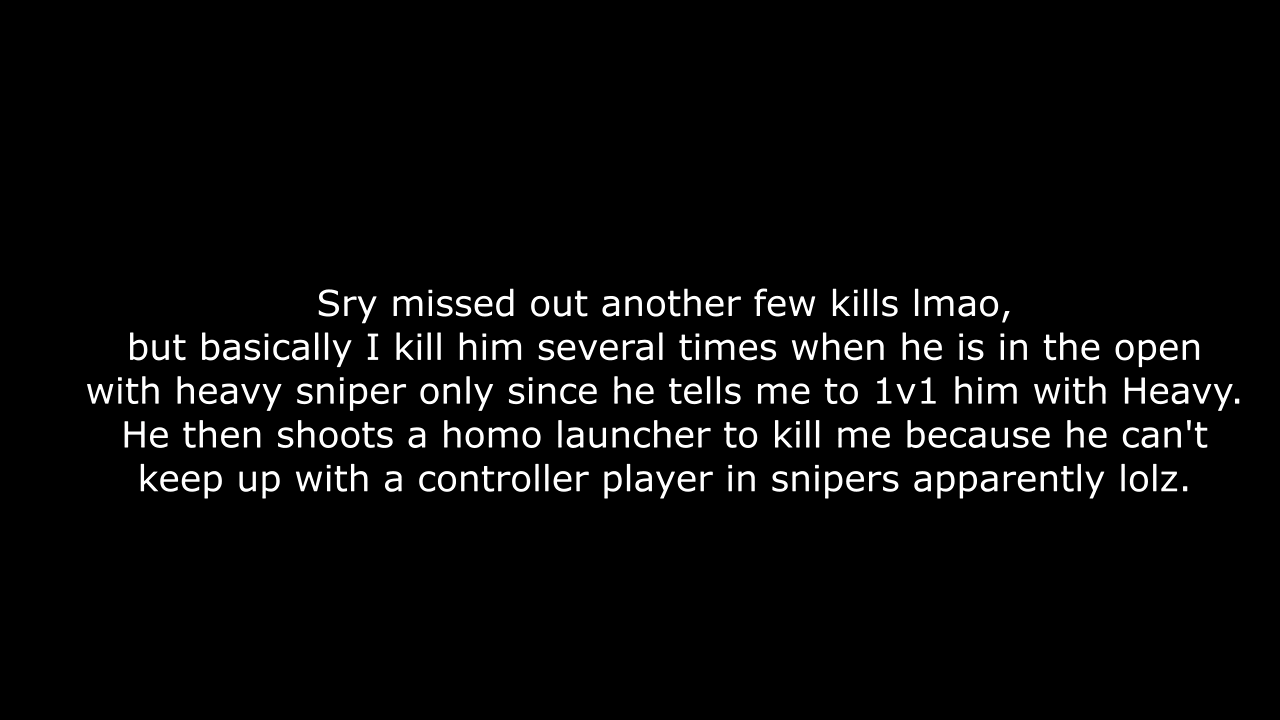 Sry missed out another few kills lmao,
but basically I kill him several times when he is in the open
with heavy sniper only since he tells me to 1v1 him with Heavy.
He then shoots a homo launcher to kill me because he can't
keep up with a controller player in snipers apparently lolz.